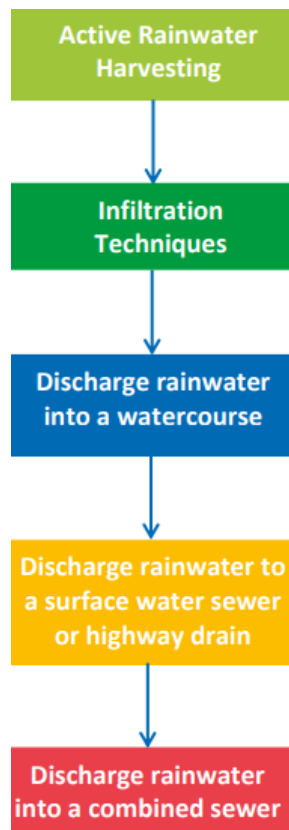 Active Rainwater
Harvesting
Infiltration
Techniques
Discharge rainwater
into a watercourse
Discharge rainwater to
a surface water sewer
or highway drain
Discharge rainwater
into a combined sewer